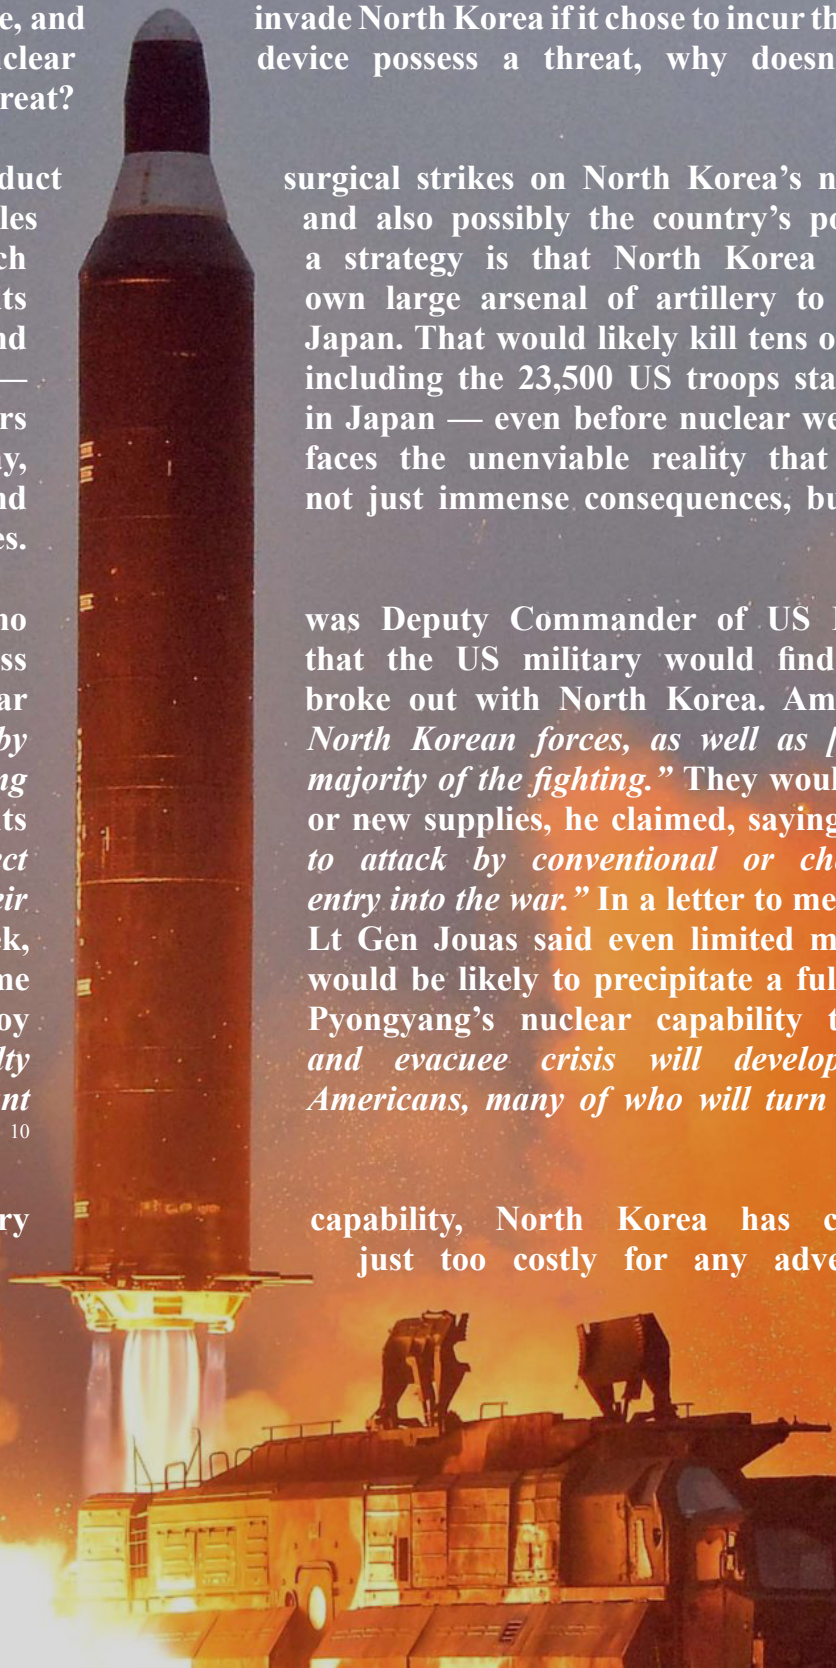 e, and invade North Korea if it chose to incur th
clear device possess a threat, why doesn
reat?
duct surgical strikes on North Korea’s n
les and also possibly the country’s po
ch a strategy is that North Korea
ts own large arsenal of artillery to
nd Japan. That would likely kill tens o
— including the 23,500 US troops sta
rs in Japan — even before nuclear we
y, faces the unenviable reality that
nd not just immense consequences, bu
es.
ho was Deputy Commander of US
ss that the US military would find
ar broke out with North Korea. Am
by North Korean forces, as well as [
ng majority of the fighting.” They woul
ts or new supplies, he claimed, saying
ect to attack by conventional or che
eir entry into the war.” In a letter to me
ek, Lt Gen Jouas said even limited m
me would be likely to precipitate a ful
oy Pyongyang’s nuclear capability t
lty and evacuee crisis will develop
nt Americans, many of who will turn
10
ry capability, North Korea has c
just too costly for any adve